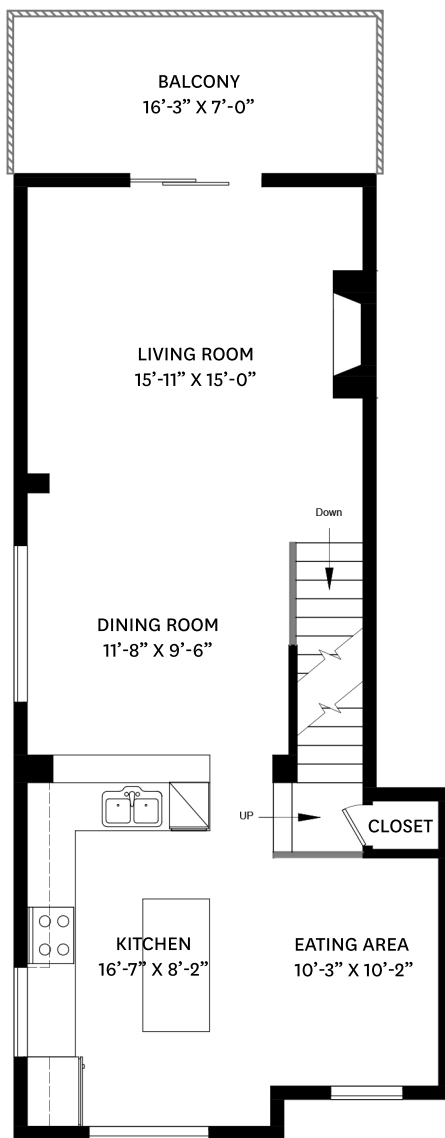 BALCONY
16’-3” X 7’-0”
LIVING ROOM
15’-11” X 15’-0”
Down
DINING ROOM
11’-8” X 9’-6”
UP
CLOSET
KITCHEN
16’-7” X 8’-2”
EATING AREA
10’-3” X 10’-2”